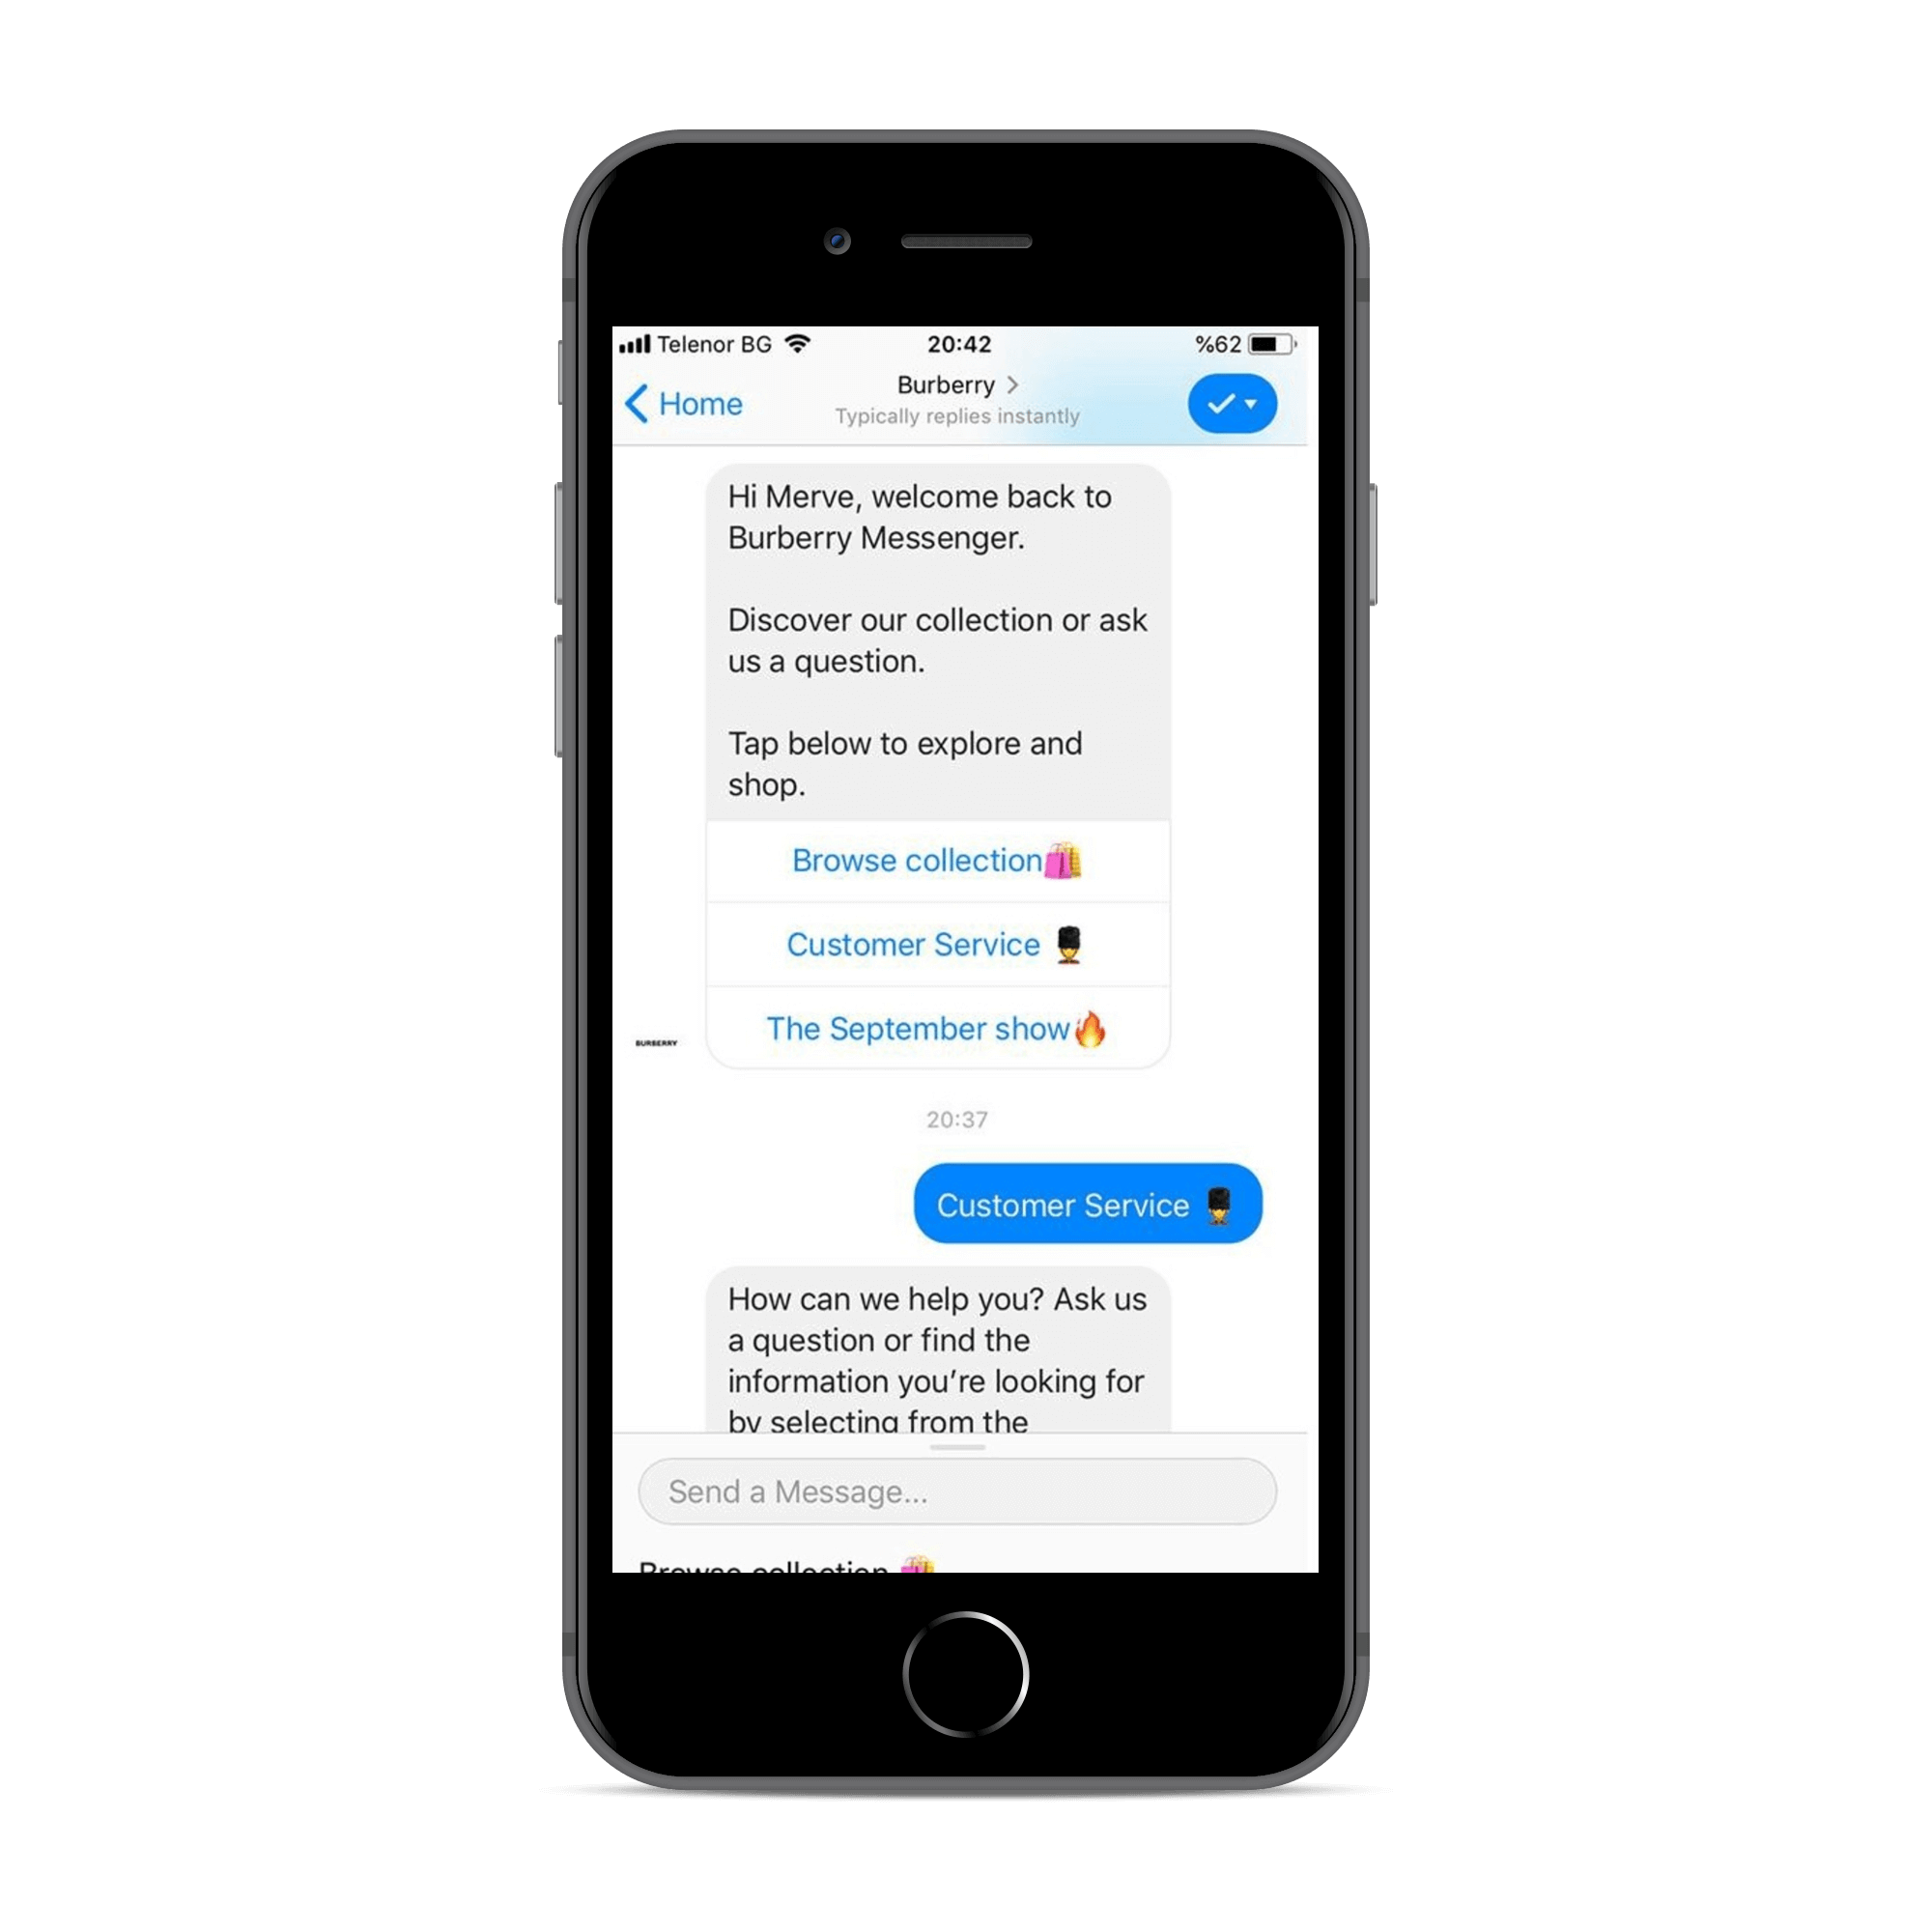 Telenor BG 20:42 %62
Home Burberry
Typically replies instantly
Hi Merve, welcome back to
Burberry Messenger.
Discover our collection or ask
us a question.
Tap below to explore and
shop.
Browse collection🛍️
Customer Service 💂
The September show🔥
BURBERRY
20:37
Customer Service 💂
How can we help you? Ask us
a question or find the
information you’re looking for
by selecting from the
Send a Message...
Browse collection 🛍️